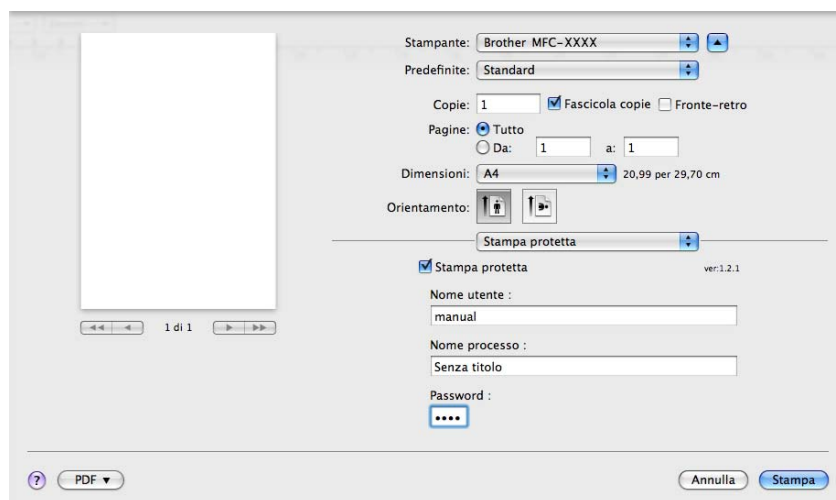 Stampante: Brother MFC-XXXX
Predefinite: Standard
Copie: 1 Fascicola copie Fronte-retro
Pagine: Tutto
Da: 1 a: 1
Dimensioni: A4 20,99 per 29,70 cm
Orientamento:
Stampa protetta
Stampa protetta ver:1.2.1
Nome utente :
manual
1 di 1
Nome processo :
Senza titolo
Password :
••••
? PDF ▼ Annulla Stampa